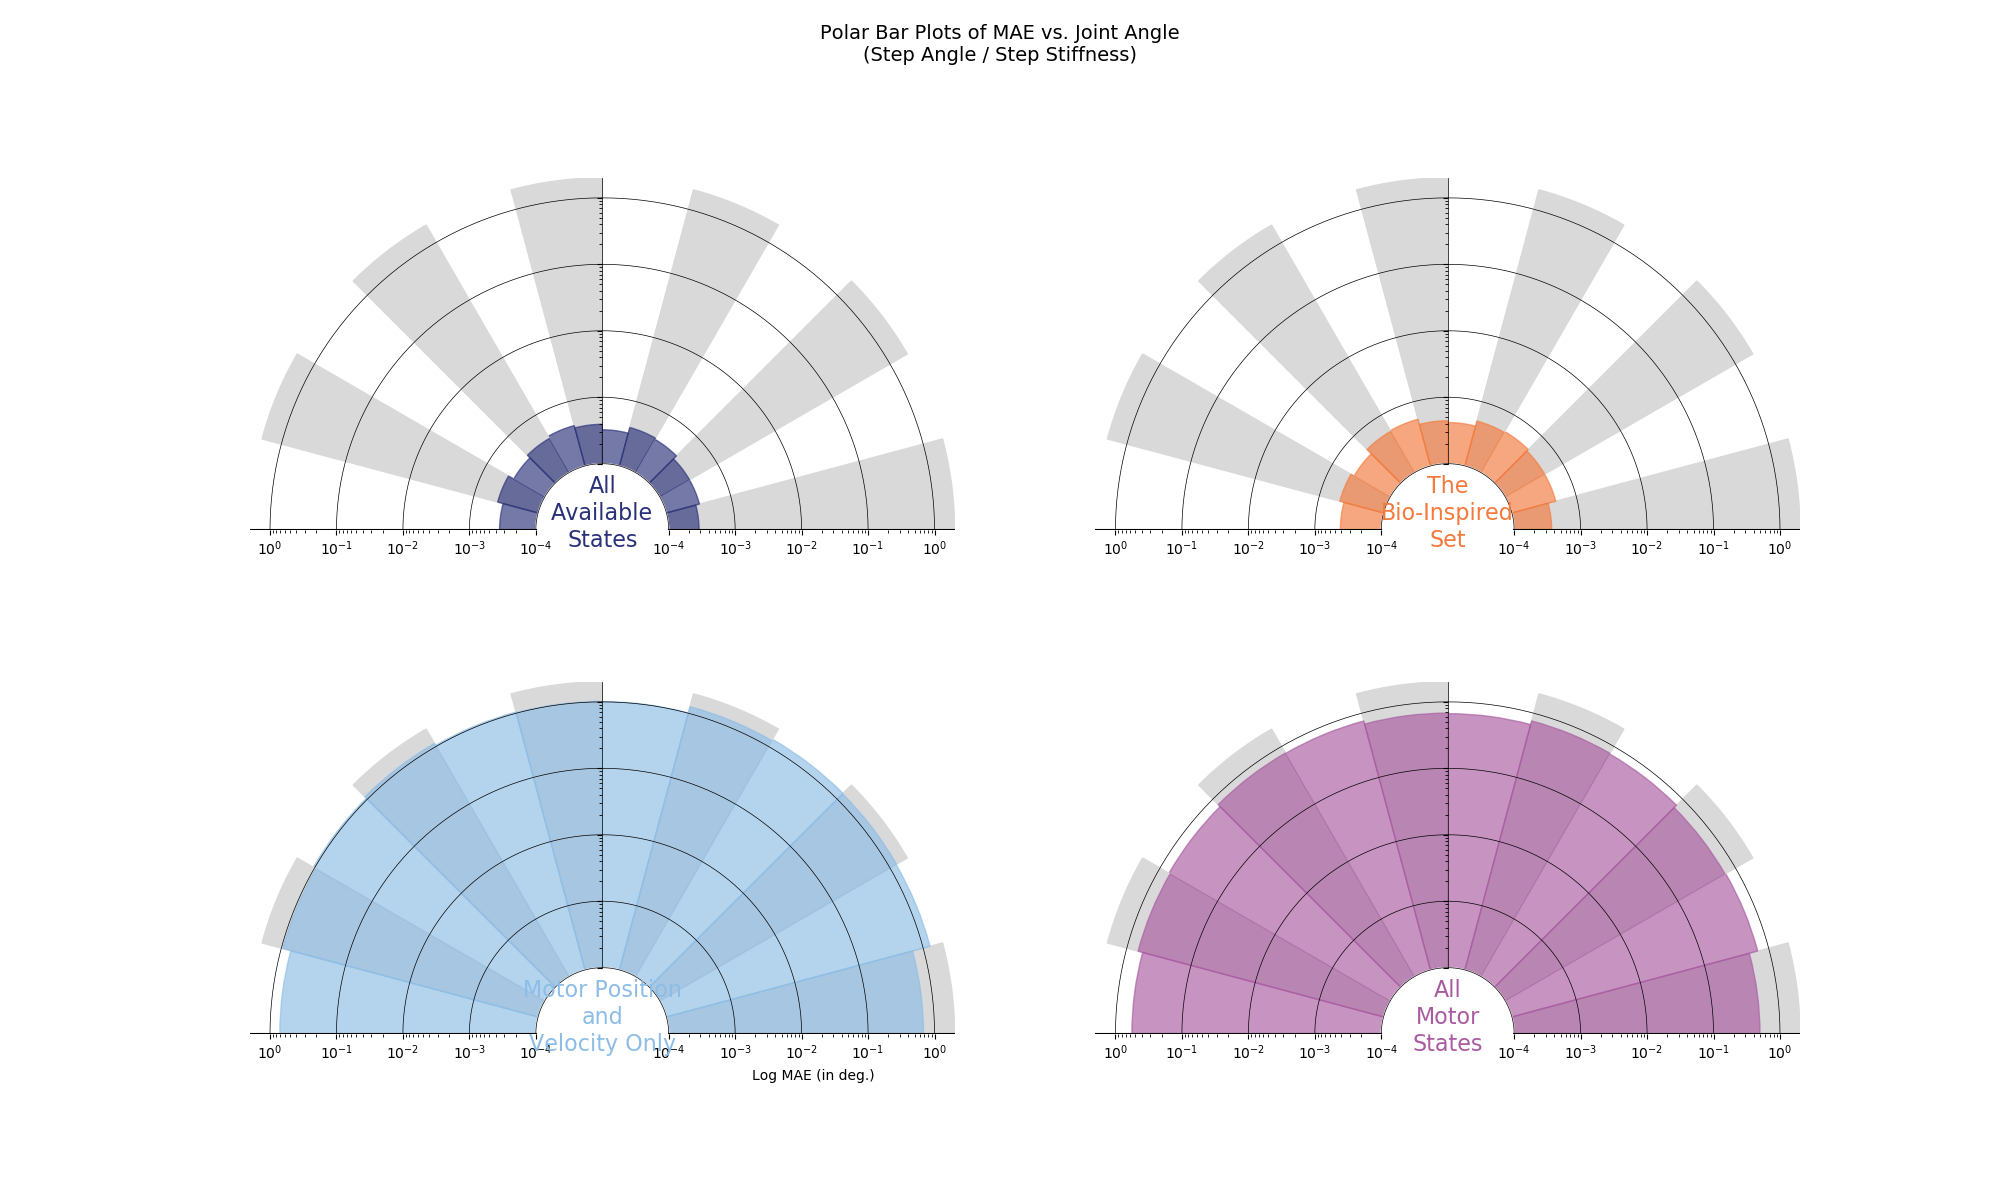 Polar Bar Plots of MAE vs. Joint Angle
(Step Angle / Step Stiffness)
All
Available
States
10⁰ 10⁻¹ 10⁻² 10⁻³ 10⁻⁴ 10⁻⁴ 10⁻³ 10⁻² 10⁻¹ 10⁰
The
Bio-Inspired
Set
10⁰ 10⁻¹ 10⁻² 10⁻³ 10⁻⁴ 10⁻⁴ 10⁻³ 10⁻² 10⁻¹ 10⁰
Motor Position
and
Velocity Only
10⁰ 10⁻¹ 10⁻² 10⁻³ 10⁻⁴ 10⁻⁴ 10⁻³ 10⁻² 10⁻¹ 10⁰
Log MAE (in deg.)
All
Motor
States
10⁰ 10⁻¹ 10⁻² 10⁻³ 10⁻⁴ 10⁻⁴ 10⁻³ 10⁻² 10⁻¹ 10⁰